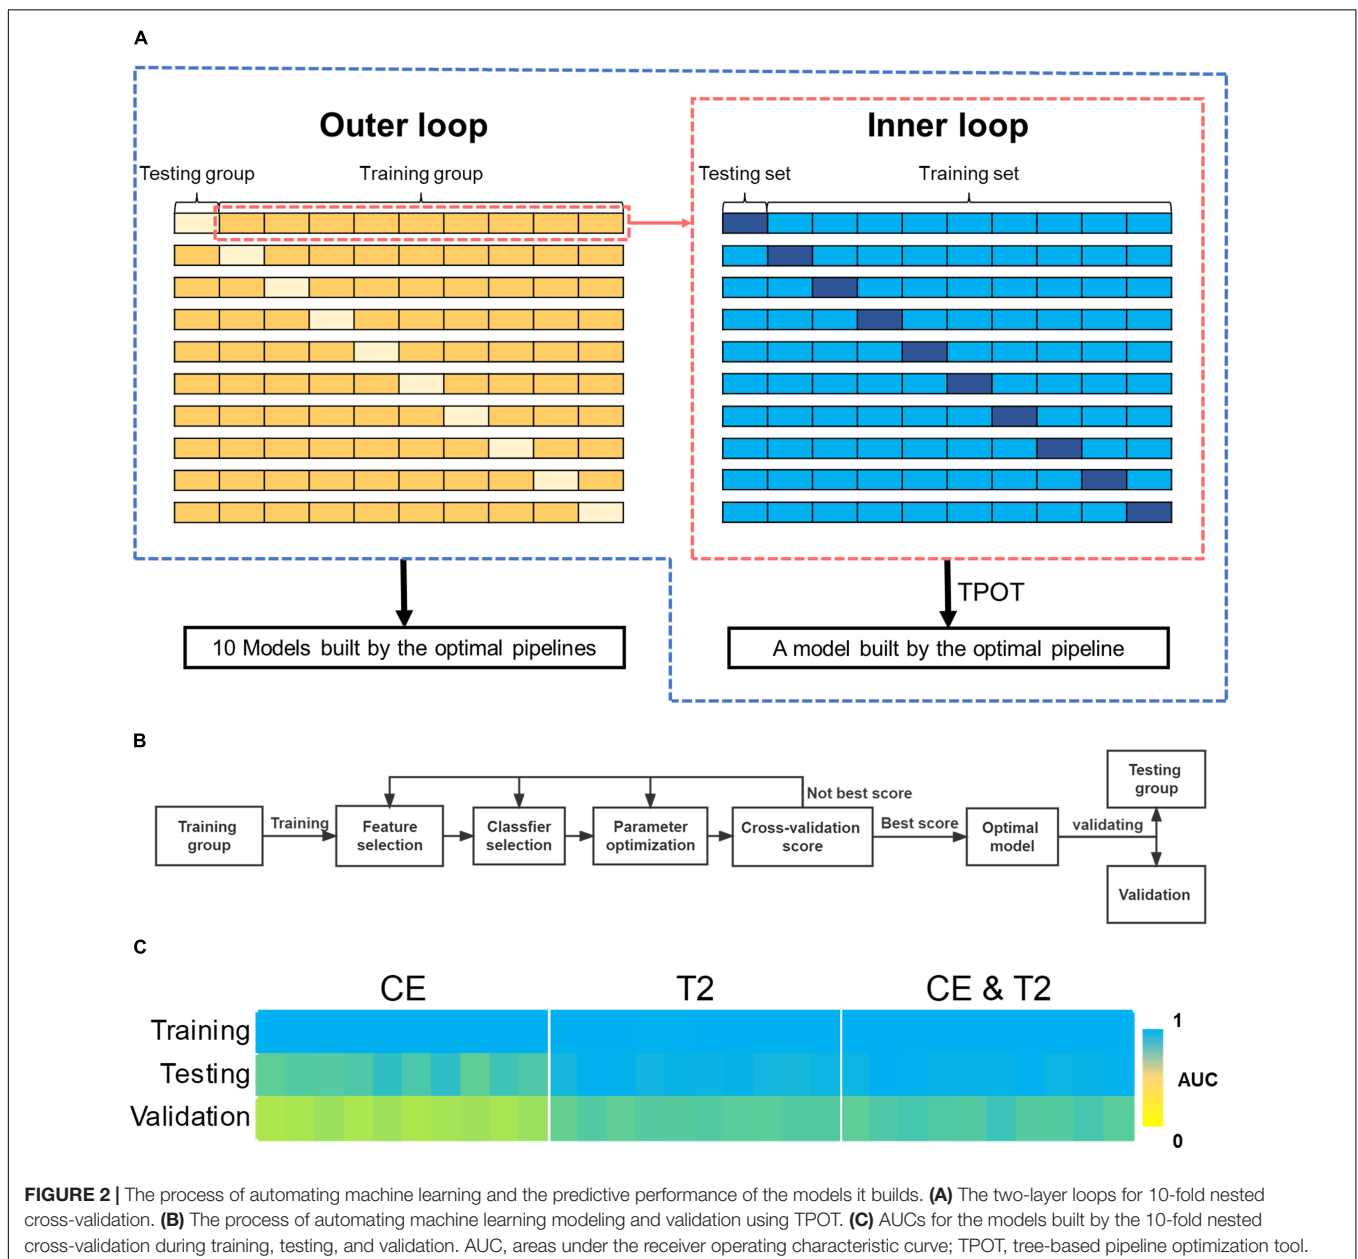 A
Outer loop
Inner loop
Testing group
Training group
Testing set
Training set
TPOT
10 Models built by the optimal pipelines
A model built by the optimal pipeline
B
Training group
Training
Feature selection
Classfier selection
Parameter optimization
Cross-validation score
Not best score
Best score
Optimal model
validating
Testing group
Validation
C
CE
T2
CE & T2
Training
Testing
Validation
1
AUC
0
FIGURE 2 | The process of automating machine learning and the predictive performance of the models it builds. (A) The two-layer loops for 10-fold nested
cross-validation. (B) The process of automating machine learning modeling and validation using TPOT. (C) AUCs for the models built by the 10-fold nested
cross-validation during training, testing, and validation. AUC, areas under the receiver operating characteristic curve; TPOT, tree-based pipeline optimization tool.